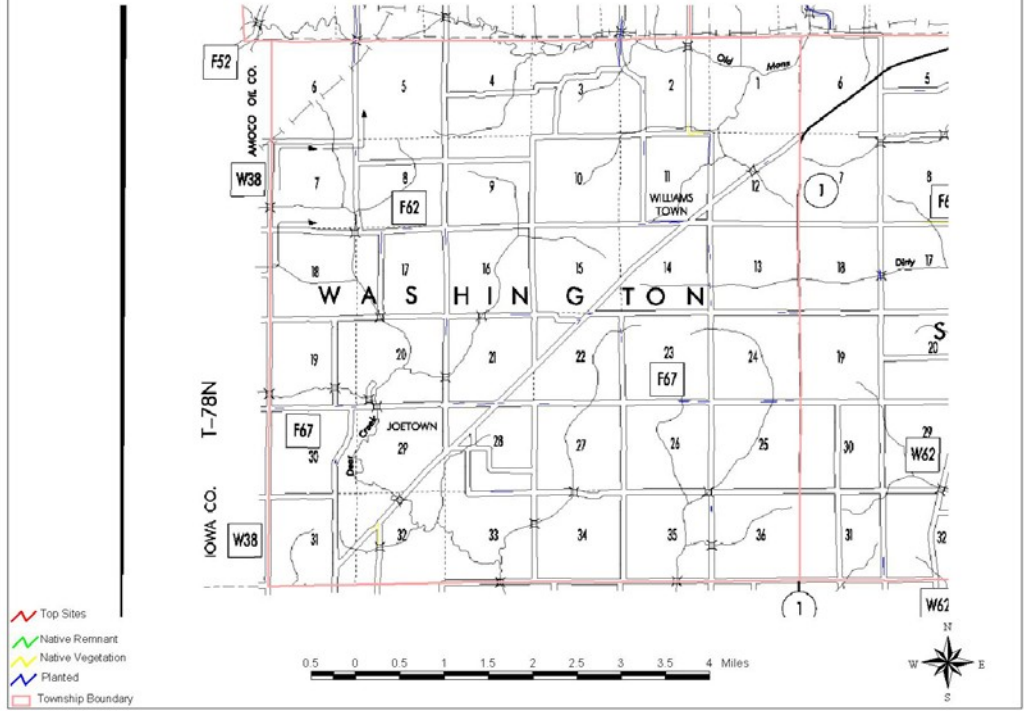 Old Mans
F52
6 5 4 3 2 1 6 5
AMOCO OIL CO.
W38
7 8 9 10 11 12 7 8
F62
WILLIAMS
TOWN
1
F6
18 17 16 15 14 13 18 17
Dirty
WASHINGTON
S
19 20 21 22 23 24 19 20
F67
T-78N
F67
JOETOWN
30 29 28 27 26 25 30 29
Deer Creek
W62
IOWA CO.
W38
31 32 33 34 35 36 31 32
1
W62
Top Sites
Native Remnant
Native Vegetation
Planted
Township Boundary
0.5 0 0.5 1 1.5 2 2.5 3 3.5 4 Miles
N
W E
S